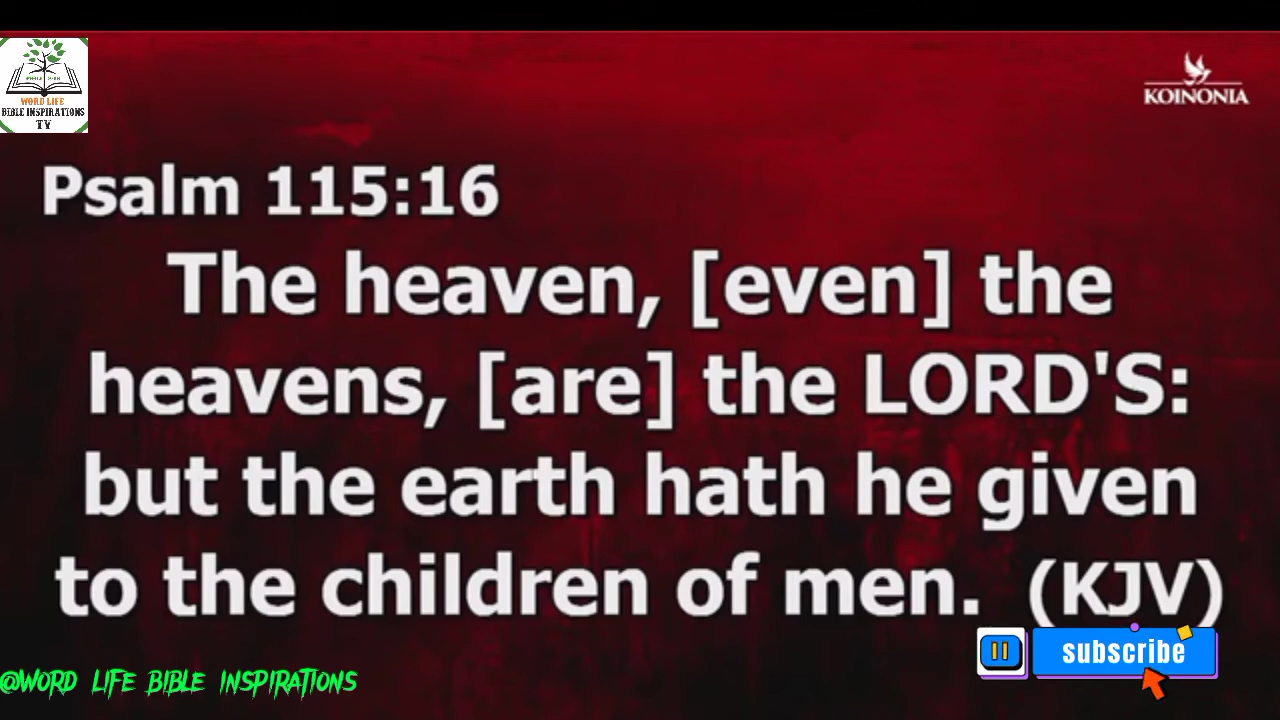 WORD LIFE
BIBLE INSPIRATIONS
TV
KOINONIA
Psalm 115:16
The heaven, [even] the
heavens, [are] the LORD'S:
but the earth hath he given
to the children of men. (KJV)
subscribe
@WORD LIFE BIBLE INSPIRATIONS